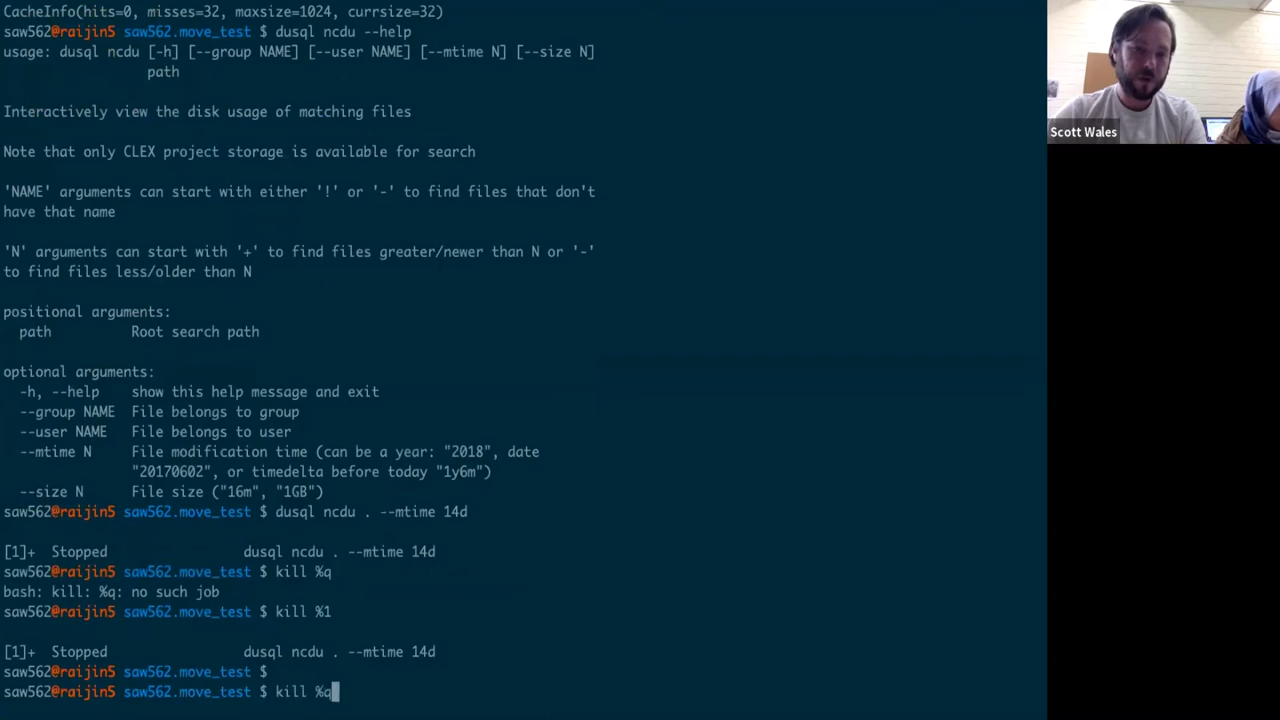 CacheInfo(hits=0, misses=32, maxsize=1024, currsize=32)
saw562@raijin5 saw562.move_test $ dusql ncdu --help
usage: dusql ncdu [-h] [--group NAME] [--user NAME] [--mtime N] [--size N]
path
Interactively view the disk usage of matching files
Note that only CLEX project storage is available for search
'NAME' arguments can start with either '!' or '-' to find files that don't
have that name
'N' arguments can start with '+' to find files greater/newer than N or '-'
to find files less/older than N
positional arguments:
path Root search path
optional arguments:
-h, --help show this help message and exit
--group NAME File belongs to group
--user NAME File belongs to user
--mtime N File modification time (can be a year: "2018", date
"20170602", or timedelta before today "1y6m")
--size N File size ("16m", "1GB")
saw562@raijin5 saw562.move_test $ dusql ncdu . --mtime 14d
[1]+ Stopped dusql ncdu . --mtime 14d
saw562@raijin5 saw562.move_test $ kill %q
bash: kill: %q: no such job
saw562@raijin5 saw562.move_test $ kill %1
[1]+ Stopped dusql ncdu . --mtime 14d
saw562@raijin5 saw562.move_test $
saw562@raijin5 saw562.move_test $ kill %q
Scott Wales